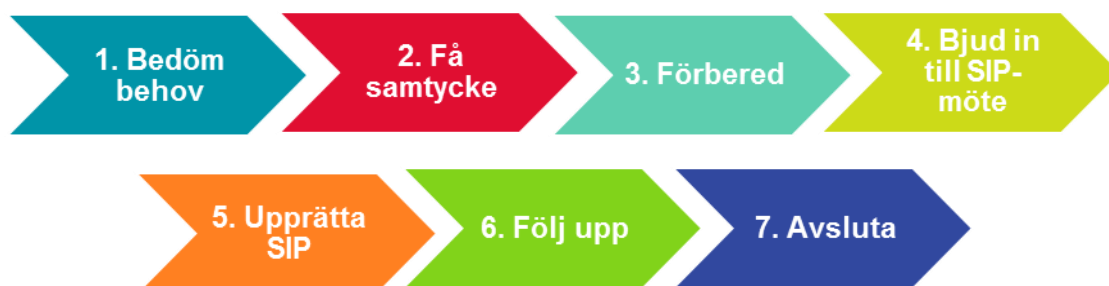 1. Bedöm
behov
2. Få
samtycke
3. Förbered
4. Bjud in
till SIP-
möte
5. Upprätta
SIP
6. Följ upp
7. Avsluta